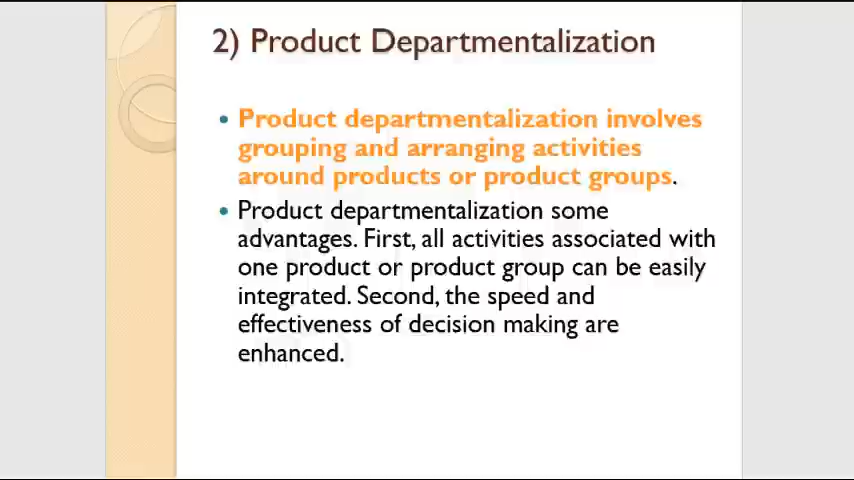 2) Product Departmentalization
• Product departmentalization involves
grouping and arranging activities
around products or product groups.
• Product departmentalization some
advantages. First, all activities associated with
one product or product group can be easily
integrated. Second, the speed and
effectiveness of decision making are
enhanced.